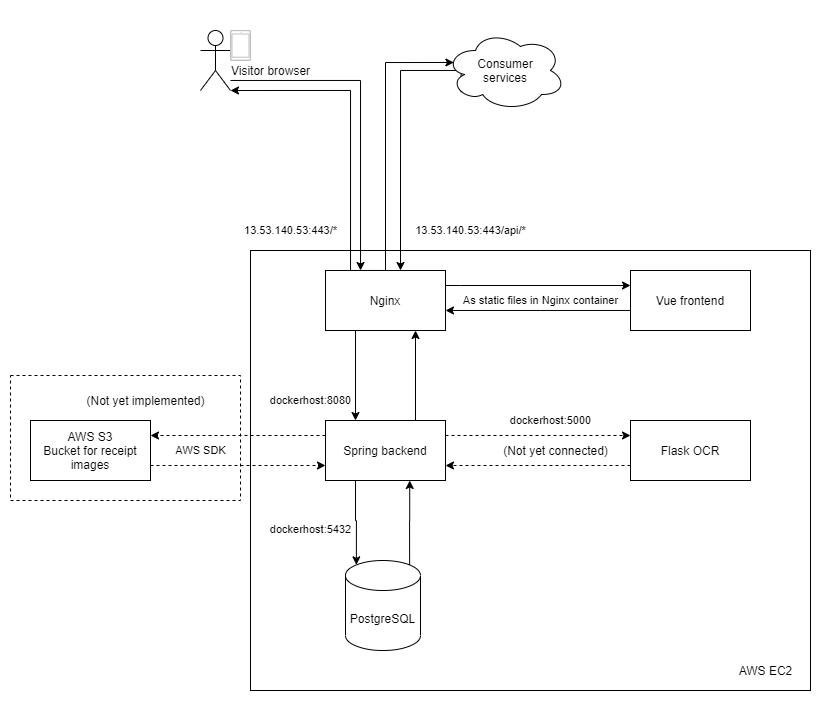 Visitor browser
Consumer
services
13.53.140.53:443/*
13.53.140.53:443/api/*
Nginx
As static files in Nginx container
Vue frontend
(Not yet implemented)
dockerhost:8080
dockerhost:5000
AWS S3
Bucket for receipt
images
AWS SDK
Spring backend
(Not yet connected)
Flask OCR
dockerhost:5432
PostgreSQL
AWS EC2